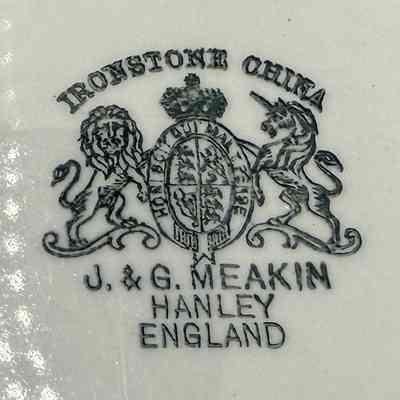 IRONSTONE CHINA
HONI SOIT QUI MAL Y PENSE
J. & G. MEAKIN
HANLEY
ENGLAND